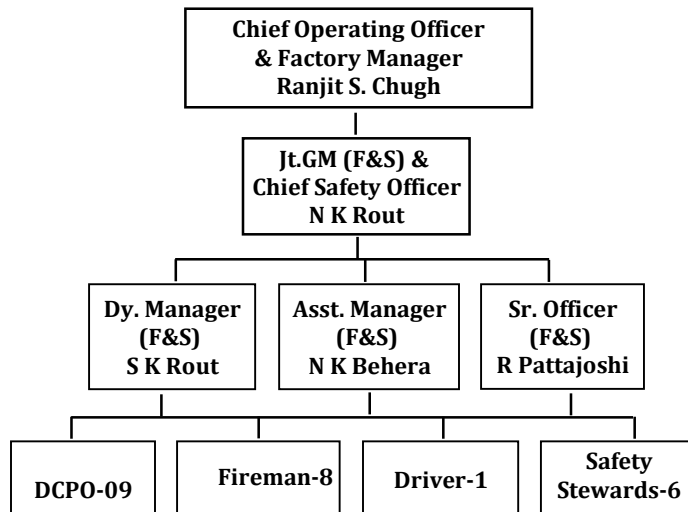 Chief Operating Officer
& Factory Manager
Ranjit S. Chugh
Jt.GM (F&S) &
Chief Safety Officer
N K Rout
Dy. Manager
(F&S)
S K Rout
Asst. Manager
(F&S)
N K Behera
Sr. Officer
(F&S)
R Pattajoshi
DCPO-09
Fireman-8
Driver-1
Safety
Stewards-6